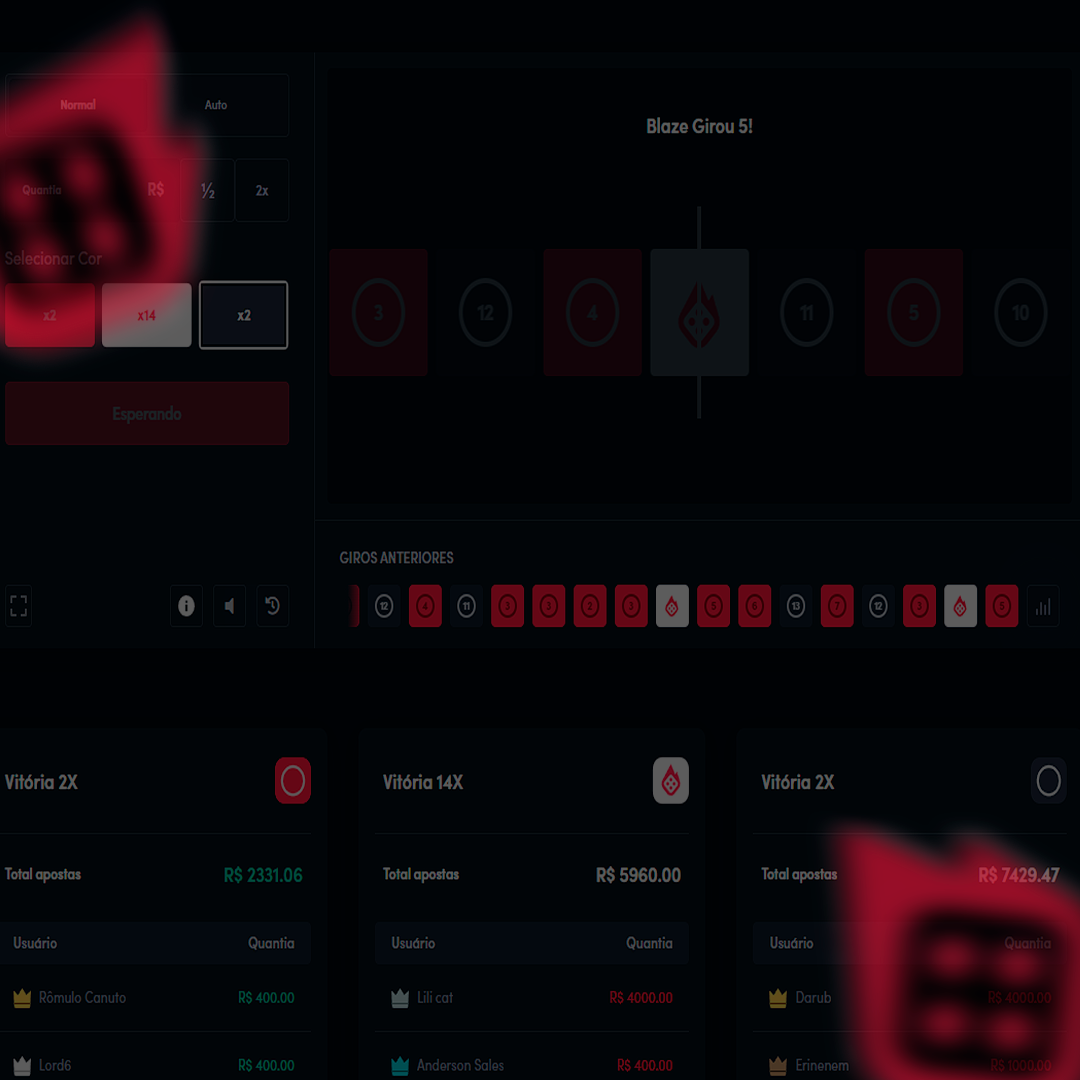 Normal Auto
Quantia R$ ½ 2x
Blaze Girou 5!
Selecionar Cor
x2 x14 x2
Esperando
3 12 4 11 5 10
GIROS ANTERIORES
12 4 11 3 3 2 3 5 6 13 7 12 3 5
Vitória 2X
Total apostas R$ 2331.06
Usuário Quantia
Rômulo Canuto R$ 400.00
Lord6 R$ 400.00
Vitória 14X
Total apostas R$ 5960.00
Usuário Quantia
Lili cat R$ 4000.00
Anderson Sales R$ 400.00
Vitória 2X
Total apostas R$ 7429.47
Usuário Quantia
Darub R$ 4000.00
Erinenem R$ 1000.00